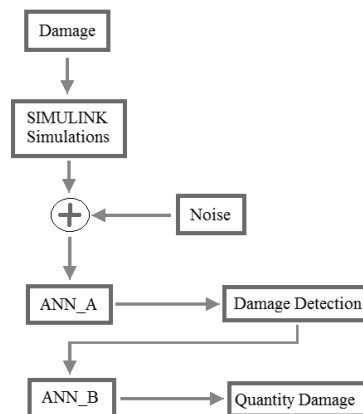 Damage
SIMULINK
Simulations
Noise
ANN_A
Damage Detection
ANN_B
Quantity Damage